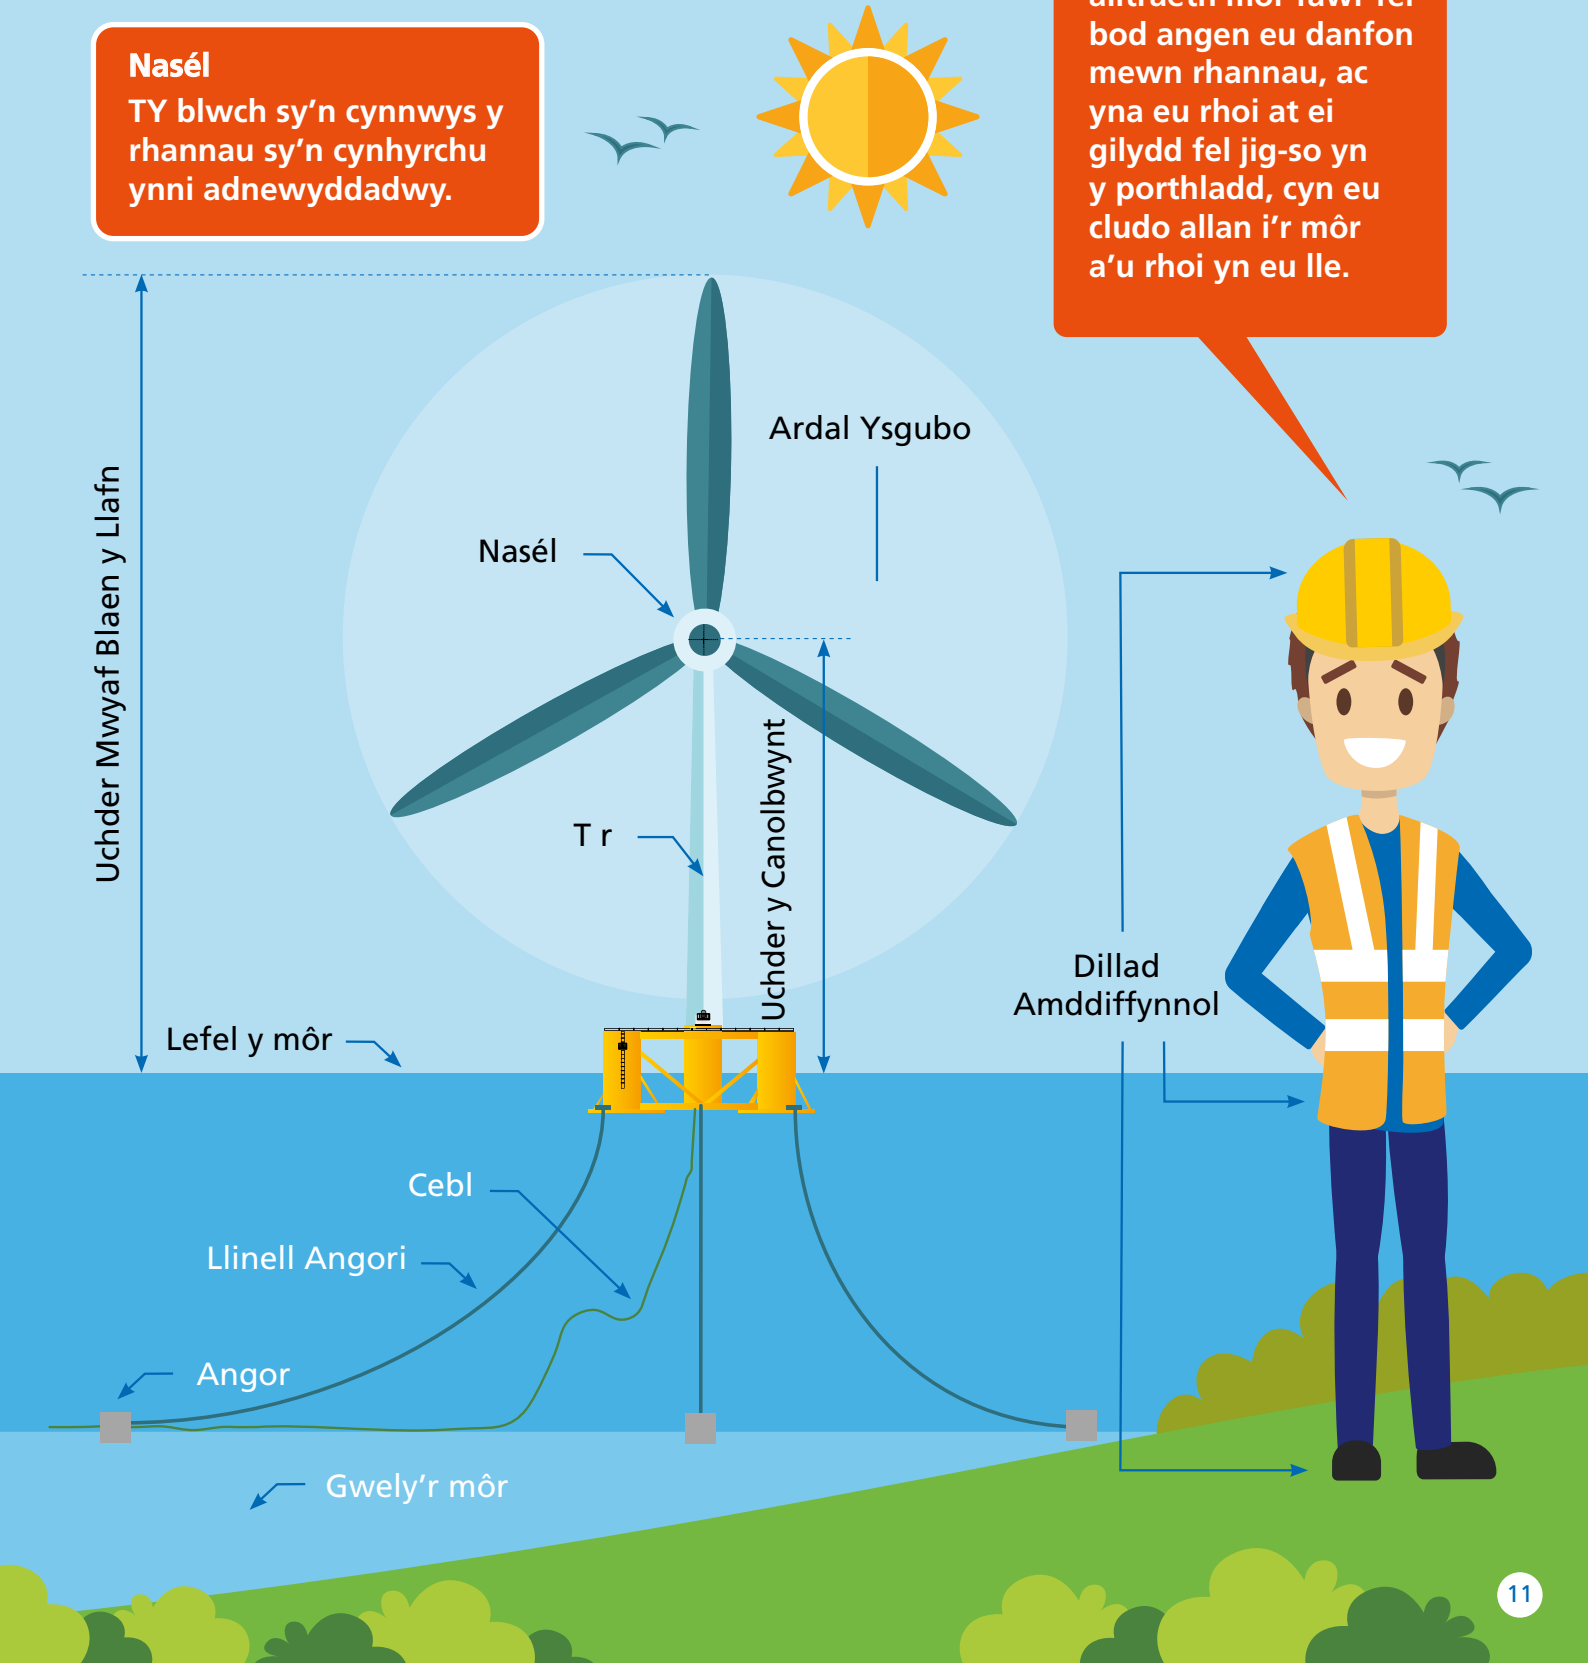 Nasél
TY blwch sy'n cynnwys y
rhannau sy'n cynhyrchu
ynni adnewyddadwy.
bod angen eu danfon
mewn rhannau, ac
yna eu rhoi at ei
gilydd fel jig-so yn
y porthladd, cyn eu
cludo allan i'r môr
a'u rhoi yn eu lle.
Uchder Mwyaf Blaen y Llafn
Ardal Ysgubo
Nasél
T r
Uchder y Canolbwynt
Dillad
Amddiffynnol
Lefel y môr
Cebl
Llinell Angori
Angor
Gwely'r môr
11